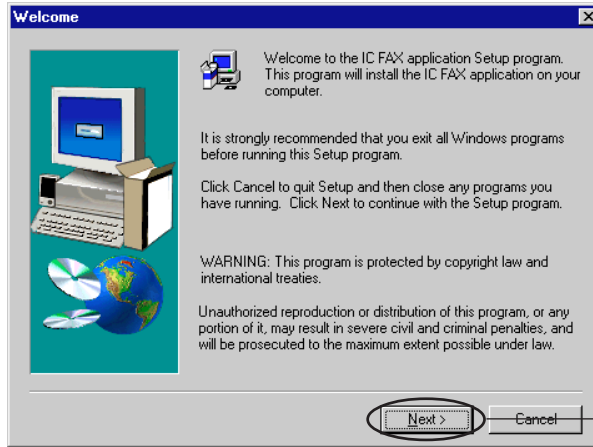 Welcome
Welcome to the IC FAX application Setup program.
This program will install the IC FAX application on your
computer.
It is strongly recommended that you exit all Windows programs
before running this Setup program.
Click Cancel to quit Setup and then close any programs you
have running. Click Next to continue with the Setup program.
WARNING: This program is protected by copyright law and
international treaties.
Unauthorized reproduction or distribution of this program, or any
portion of it, may result in severe civil and criminal penalties, and
will be prosecuted to the maximum extent possible under law.
Next > Cancel